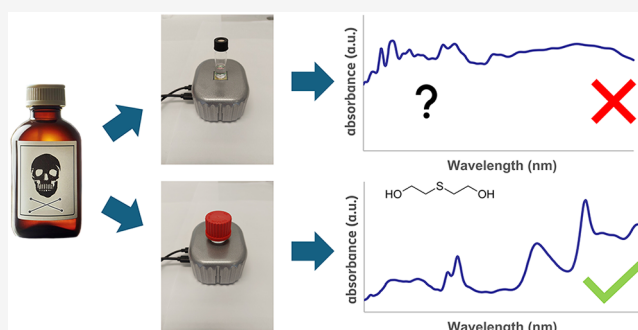 absorbance (a.u.)
?
Wavelength (nm)
HO
S
OH
absorbance (a.u.)
Wavelength (nm)